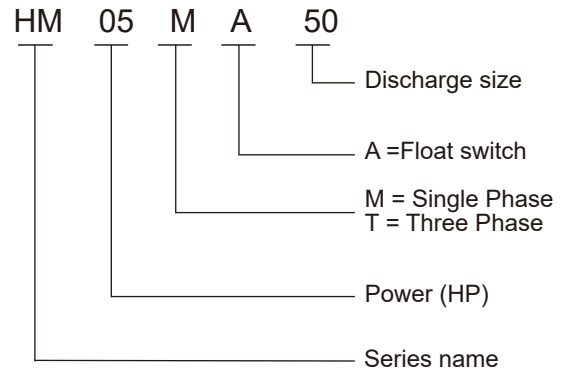 HM 05 M A 50
Discharge size
A =Float switch
M = Single Phase
T = Three Phase
Power (HP)
Series name